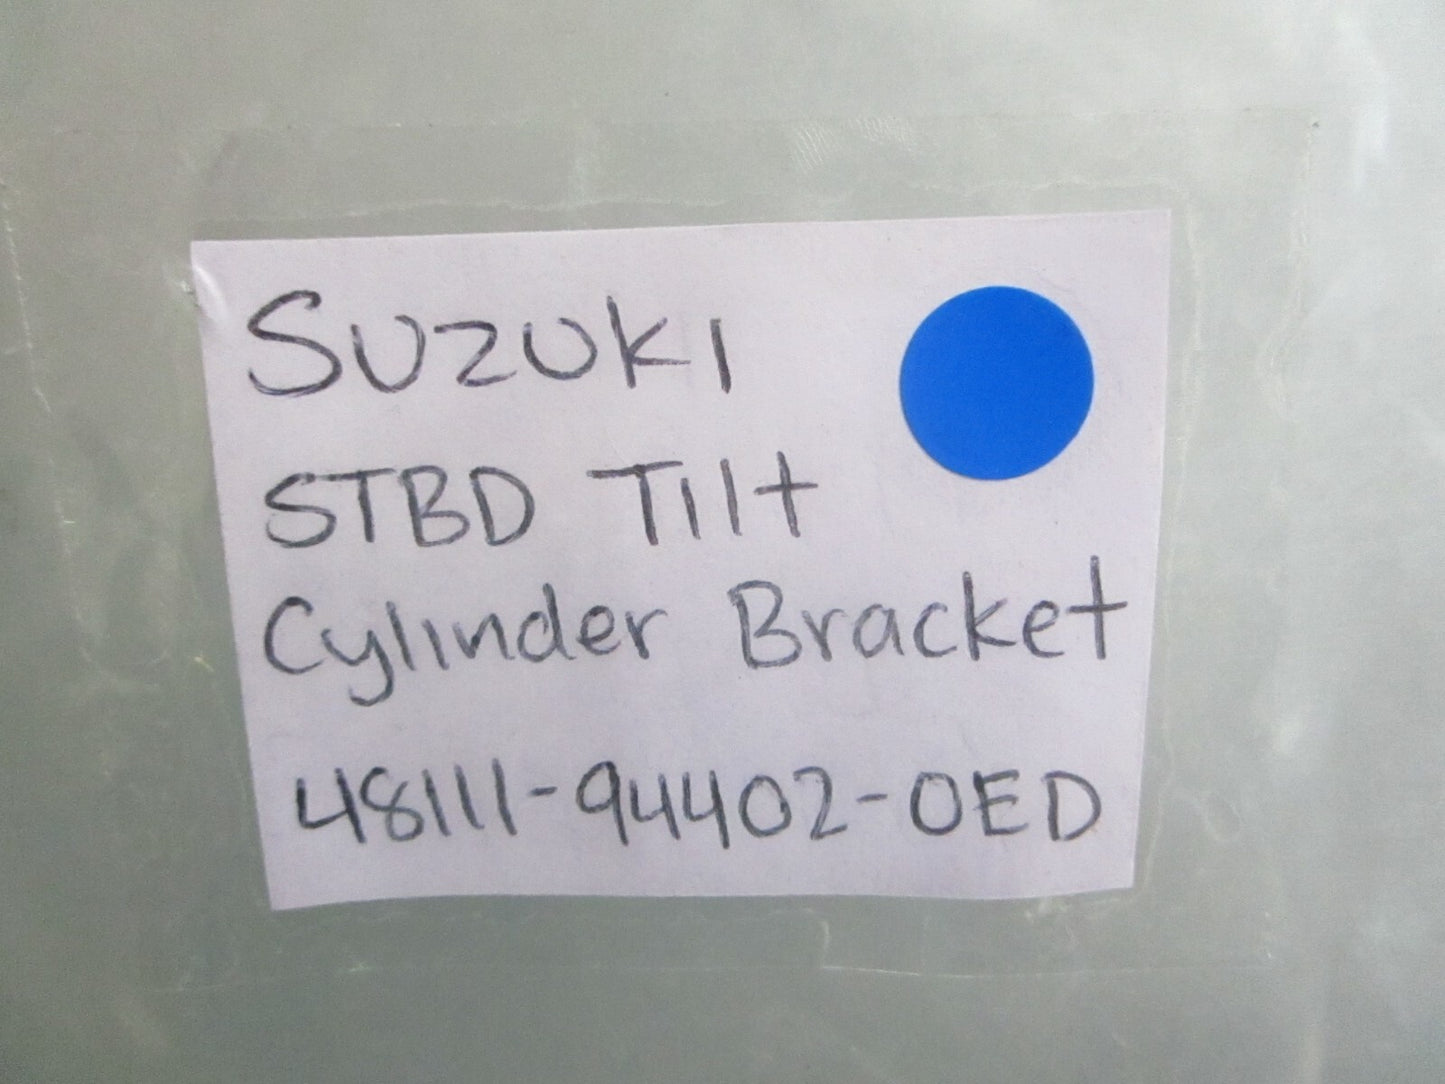 Suzuki
STBD Tilt
Cylinder Bracket
48111-94402-0ED